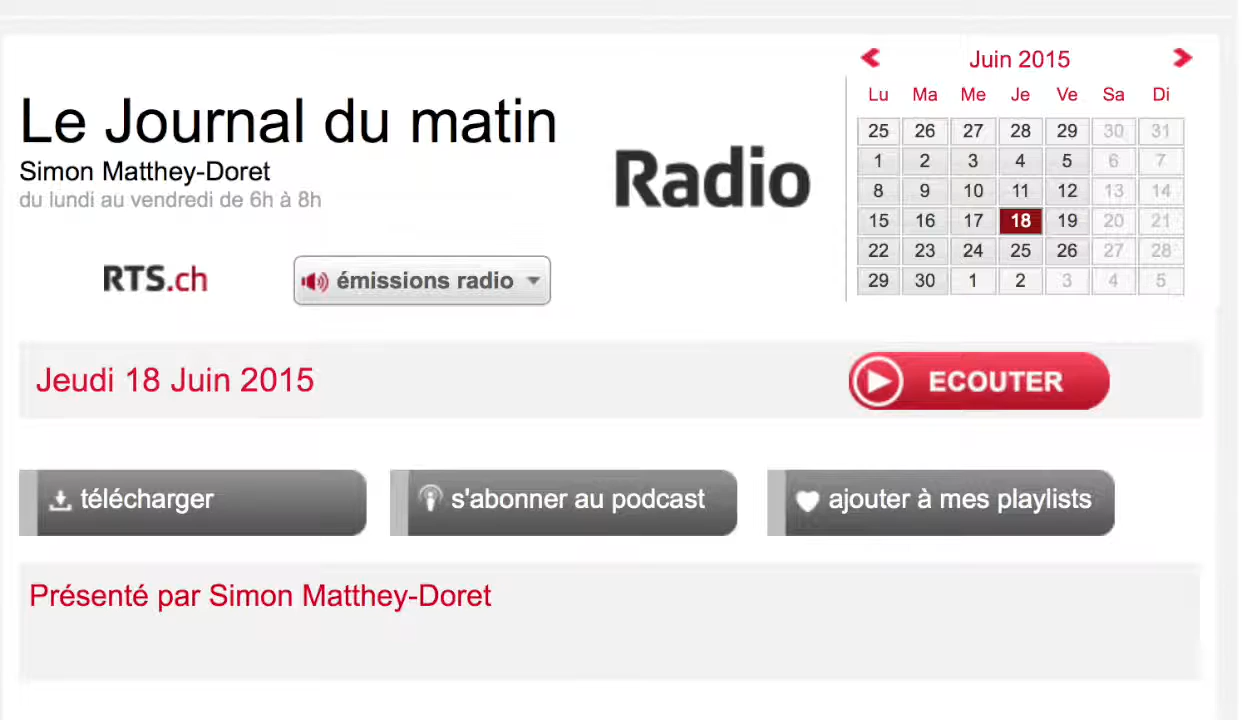 Juin 2015
Lu Ma Me Je Ve Sa Di
25 26 27 28 29 30 31
1 2 3 4 5 6 7
8 9 10 11 12 13 14
15 16 17 18 19 20 21
22 23 24 25 26 27 28
29 30 1 2 3 4 5
Le Journal du matin
Simon Matthey-Doret
du lundi au vendredi de 6h à 8h
Radio
RTS.ch
émissions radio
Jeudi 18 Juin 2015
ECOUTER
télécharger
s'abonner au podcast
ajouter à mes playlists
Présenté par Simon Matthey-Doret